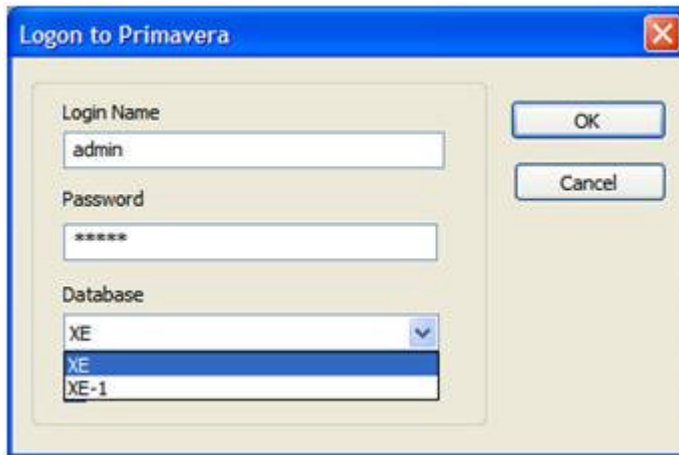 Logon to Primavera
Login Name
admin
OK
Password
Cancel
*****
Database
XE
XE
XE-1